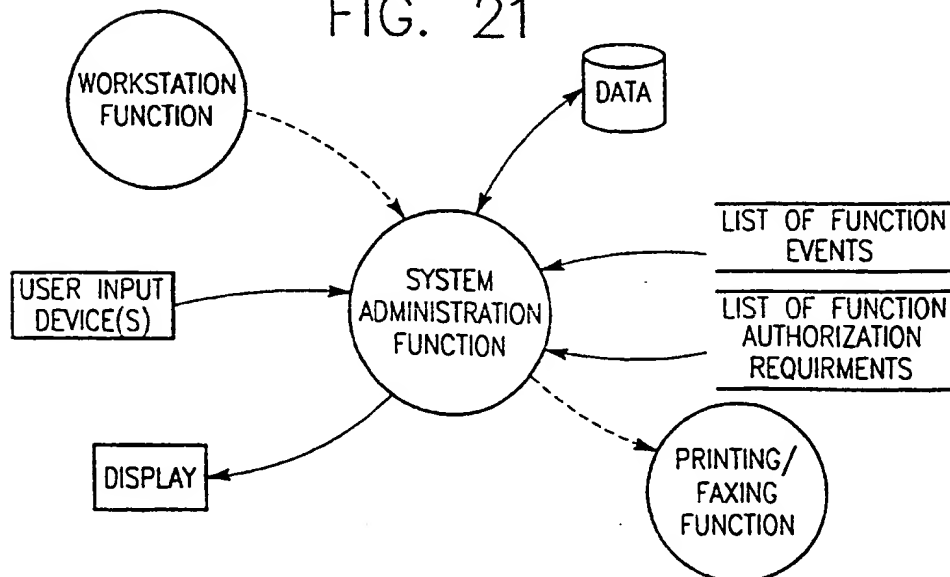 FIG. 21
WORKSTATION
FUNCTION
DATA
LIST OF FUNCTION
EVENTS
SYSTEM
ADMINISTRATION
FUNCTION
USER INPUT
DEVICE(S)
LIST OF FUNCTION
AUTHORIZATION
REQUIRMENTS
DISPLAY
PRINTING/
FAXING
FUNCTION